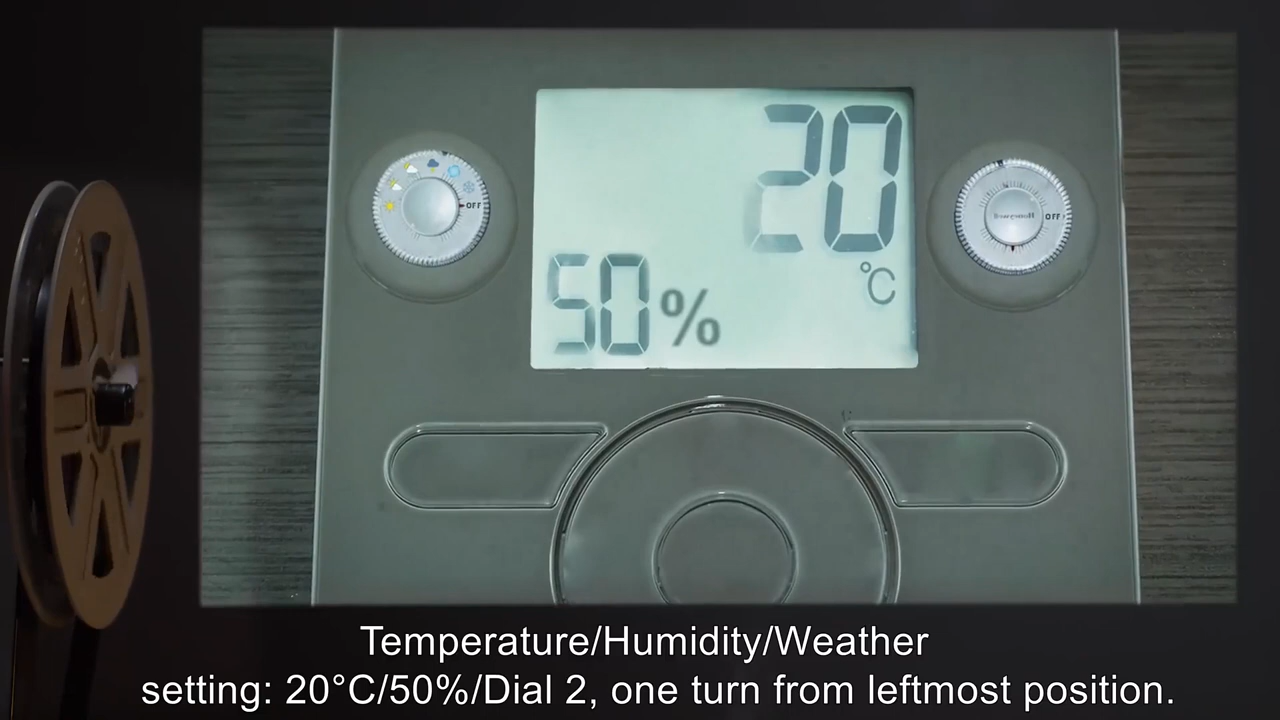 20
°C
50%
OFF
OFF
Temperature/Humidity/Weather
setting: 20°C/50%/Dial 2, one turn from leftmost position.